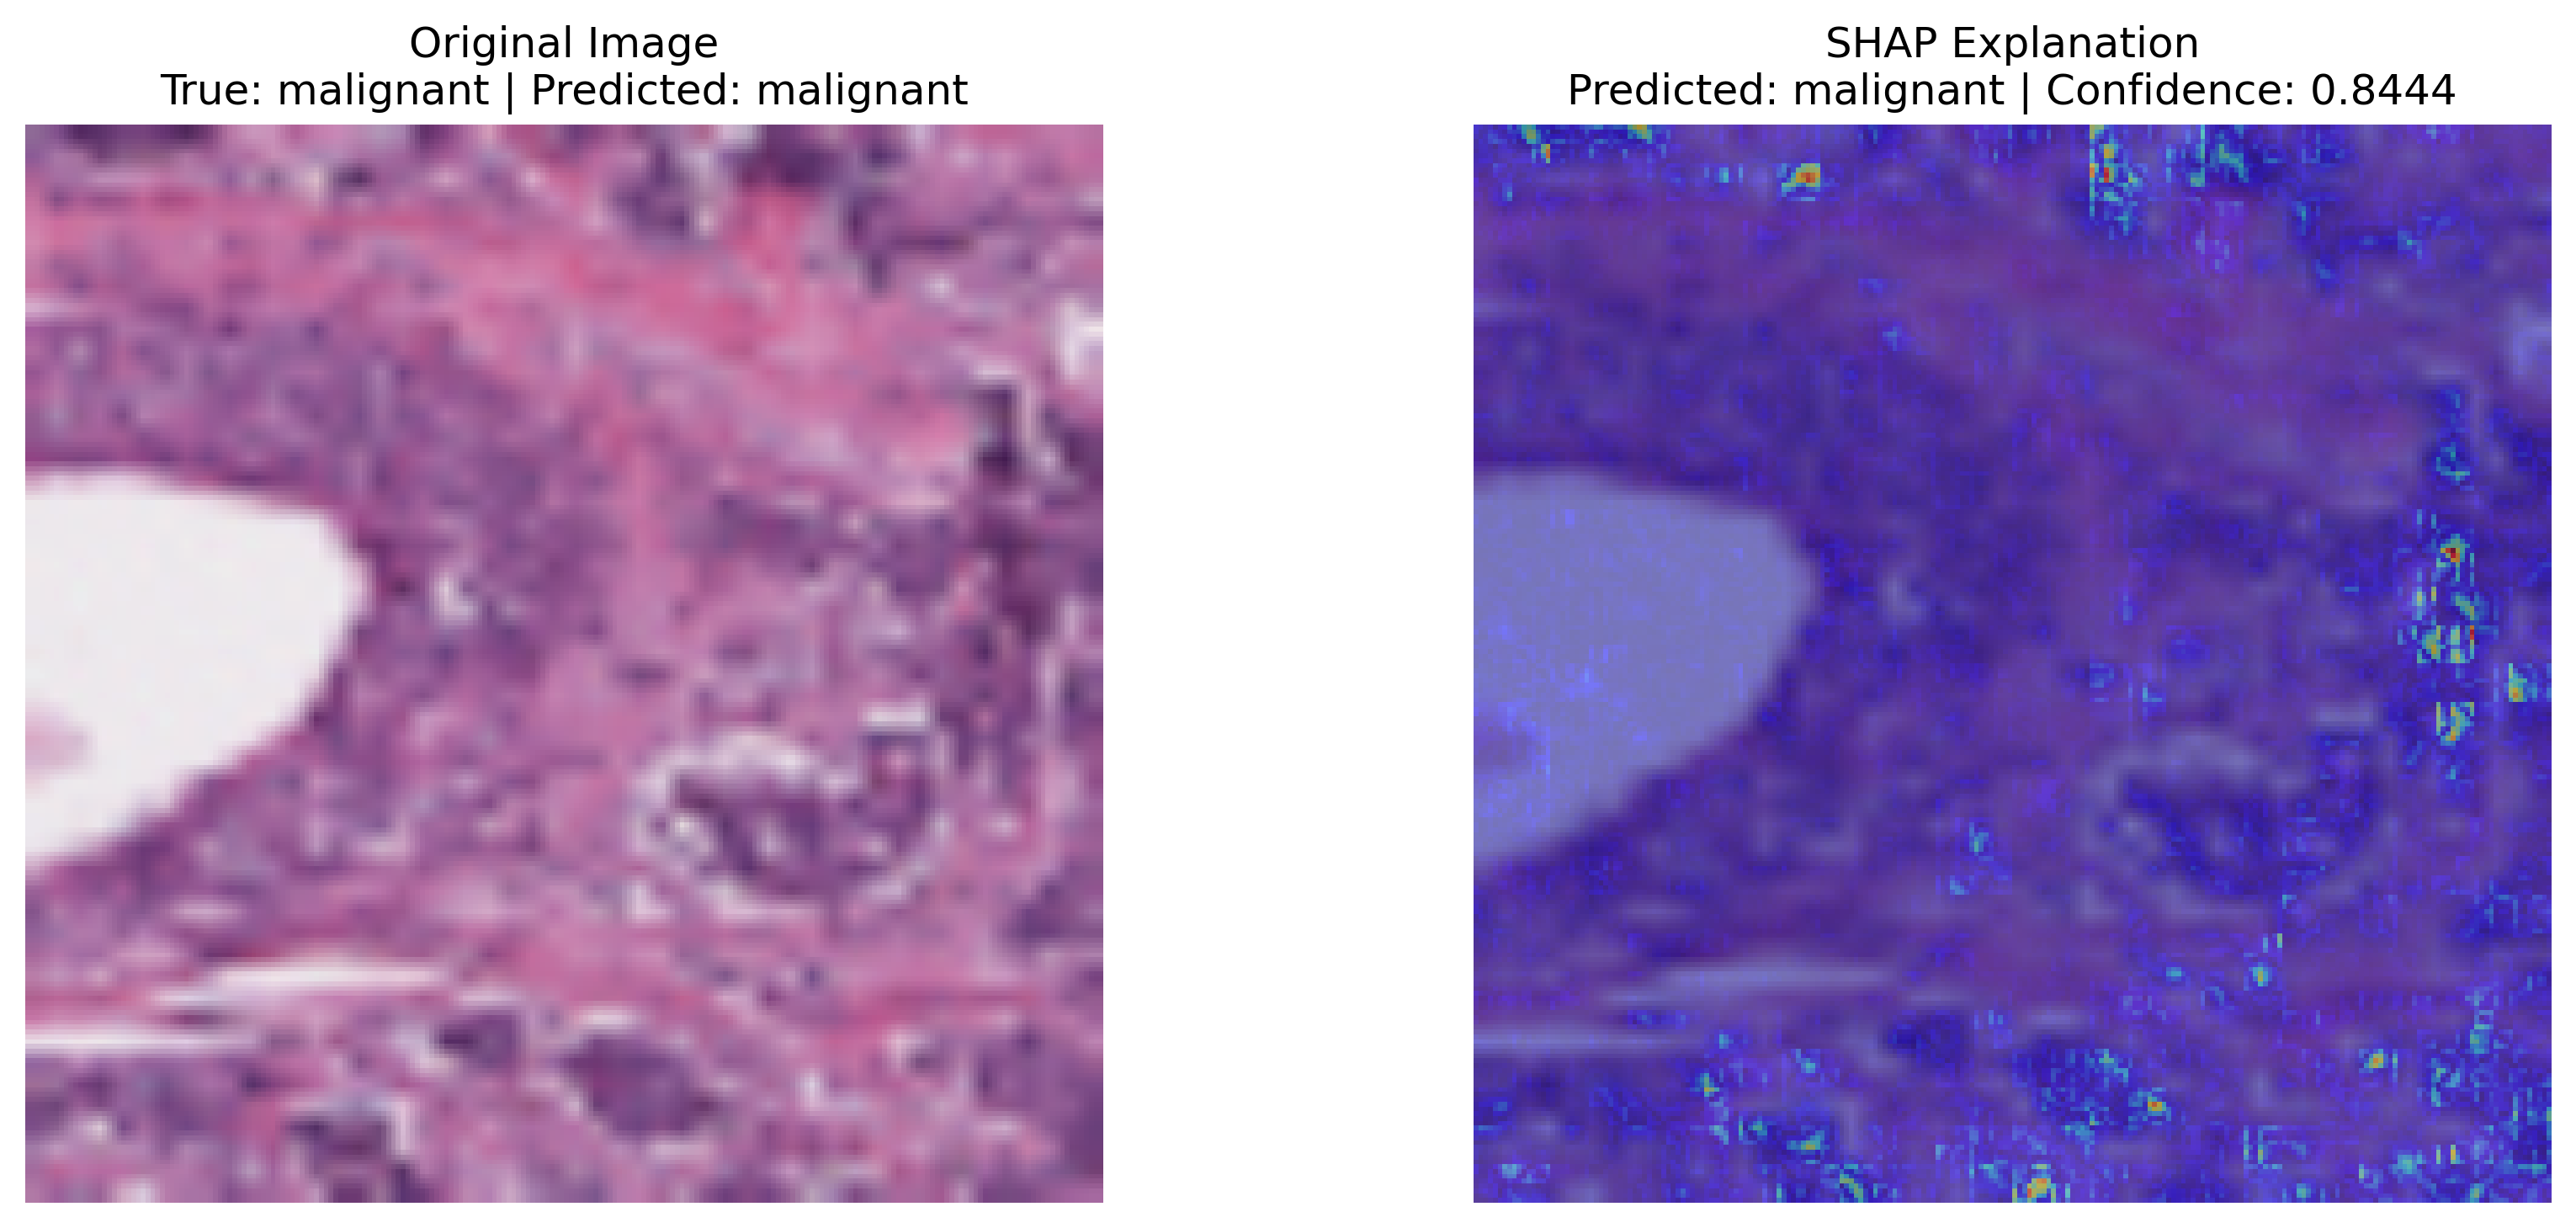 Original Image
True: malignant | Predicted: malignant
SHAP Explanation
Predicted: malignant | Confidence: 0.8444